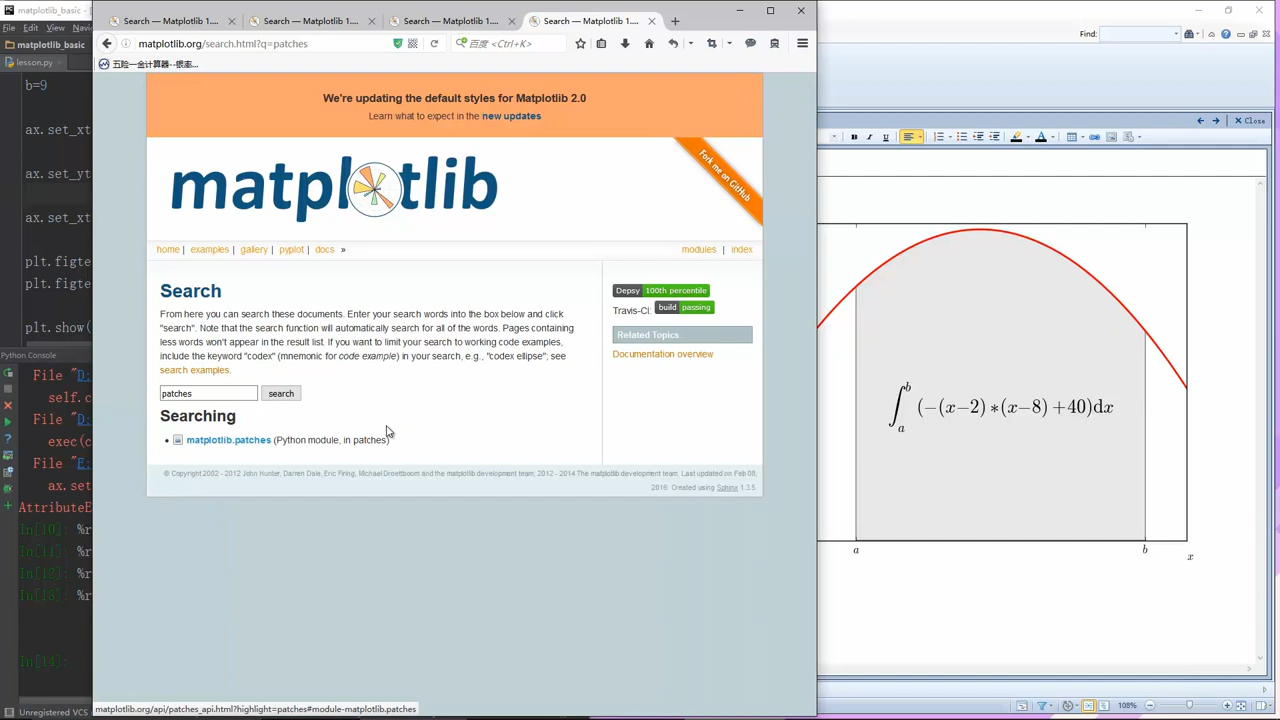 Search — Matplotlib 1....
Search — Matplotlib 1....
Search — Matplotlib 1....
Search — Matplotlib 1....
File Edit View
matplotlib_basic
lesson.py
matplotlib.org/search.html?q=patches
百度 <Ctrl+K>
Find:
五险一金计算器--银率...
b=9
ax.set_xt
ax.set_yt
ax.set_xt
plt.figte
plt.figte
plt.show(
We're updating the default styles for Matplotlib 2.0
Learn what to expect in the new updates
matplotlib
Fork me on GitHub
home | examples | gallery | pyplot | docs »
modules | index
Close
Search
From here you can search these documents. Enter your search words into the box below and click
"search". Note that the search function will automatically search for all of the words. Pages containing
less words won't appear in the result list. If you want to limit your search to working code examples,
include the keyword "codex" (mnemonic for code example) in your search, e.g., "codex ellipse"; see
search examples.
patches
search
Searching
matplotlib.patches (Python module, in patches)
Depsy 100th percentile
Travis-CI: build passing
Related Topics
Documentation overview
© Copyright 2002 - 2012 John Hunter, Darren Dale, Eric Firing, Michael Droettboom and the matplotlib development team; 2012 - 2014 The matplotlib development team. Last updated on Feb 08,
2016. Created using Sphinx 1.3.5.
∫ₐᵇ (−(x−2)∗(x−8)+40)dx
a
b
x
Python Console
File "D:
self.c
File "D:
exec(c
File "E:
ax.set
AttributeE
In[10]: %r
In[11]: %r
In[12]: %r
In[13]: %r
In[14]:
Unregistered VCS
matplotlib.org/api/patches_api.html?highlight=patches#module-matplotlib.patches
108%